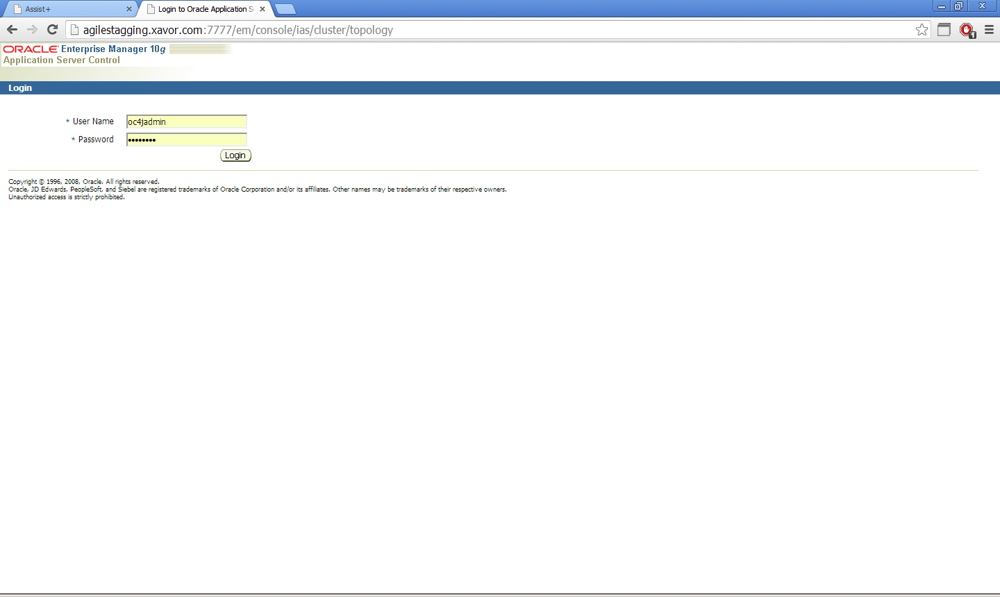 Assist+
Login to Oracle Application S
agilestagging.xavor.com:7777/em/console/ias/cluster/topology
1
ORACLE Enterprise Manager 10g
Application Server Control
Login
* User Name oc4jadmin
* Password ••••••••
Login
Copyright © 1996, 2008, Oracle. All rights reserved.
Oracle, JD Edwards, PeopleSoft, and Siebel are registered trademarks of Oracle Corporation and/or its affiliates. Other names may be trademarks of their respective owners.
Unauthorized access is strictly prohibited.